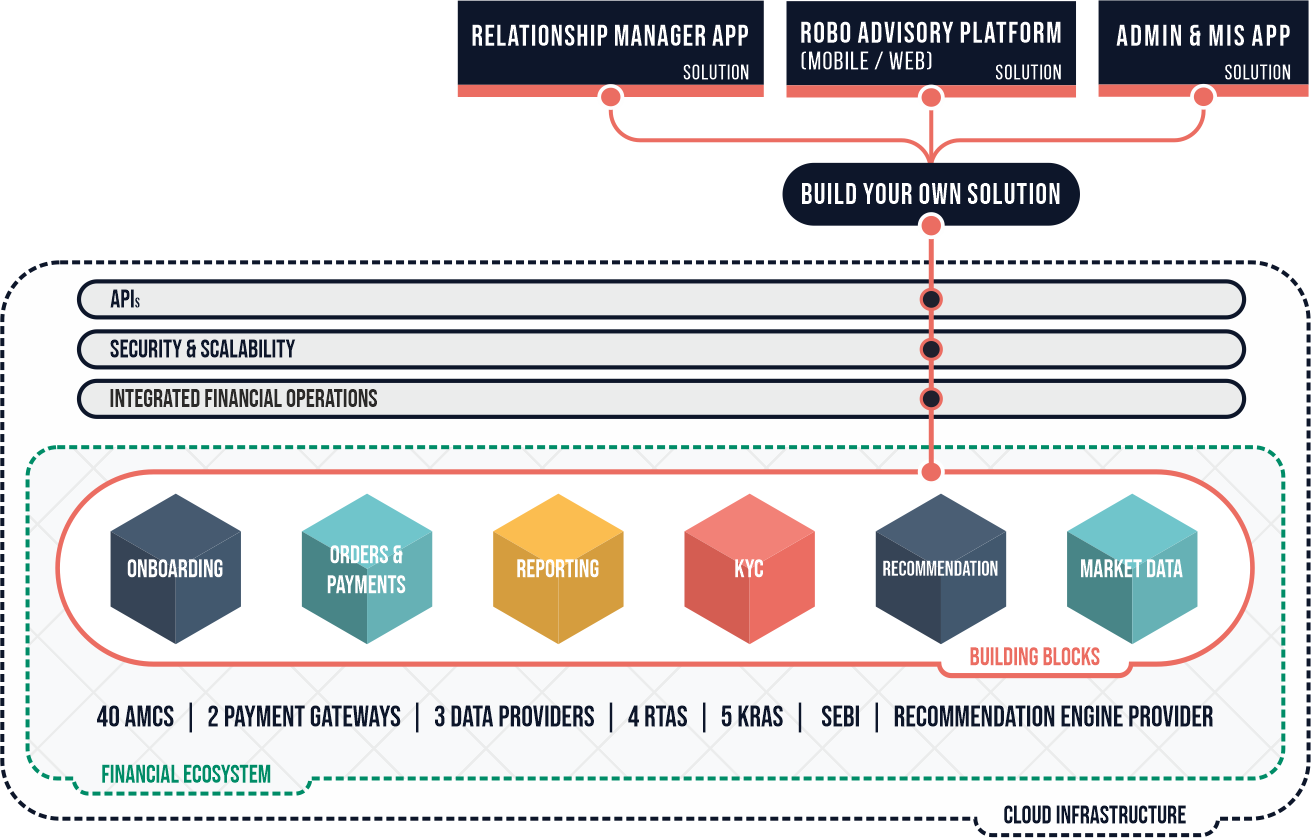 RELATIONSHIP MANAGER APP
SOLUTION
ROBO ADVISORY PLATFORM
(MOBILE / WEB)
SOLUTION
ADMIN & MIS APP
SOLUTION
BUILD YOUR OWN SOLUTION
APIs
SECURITY & SCALABILITY
INTEGRATED FINANCIAL OPERATIONS
ONBOARDING
ORDERS &
PAYMENTS
REPORTING
KYC
RECOMMENDATION
MARKET DATA
BUILDING BLOCKS
40 AMCS | 2 PAYMENT GATEWAYS | 3 DATA PROVIDERS | 4 RTAS | 5 KRAS | SEBI | RECOMMENDATION ENGINE PROVIDER
FINANCIAL ECOSYSTEM
CLOUD INFRASTRUCTURE